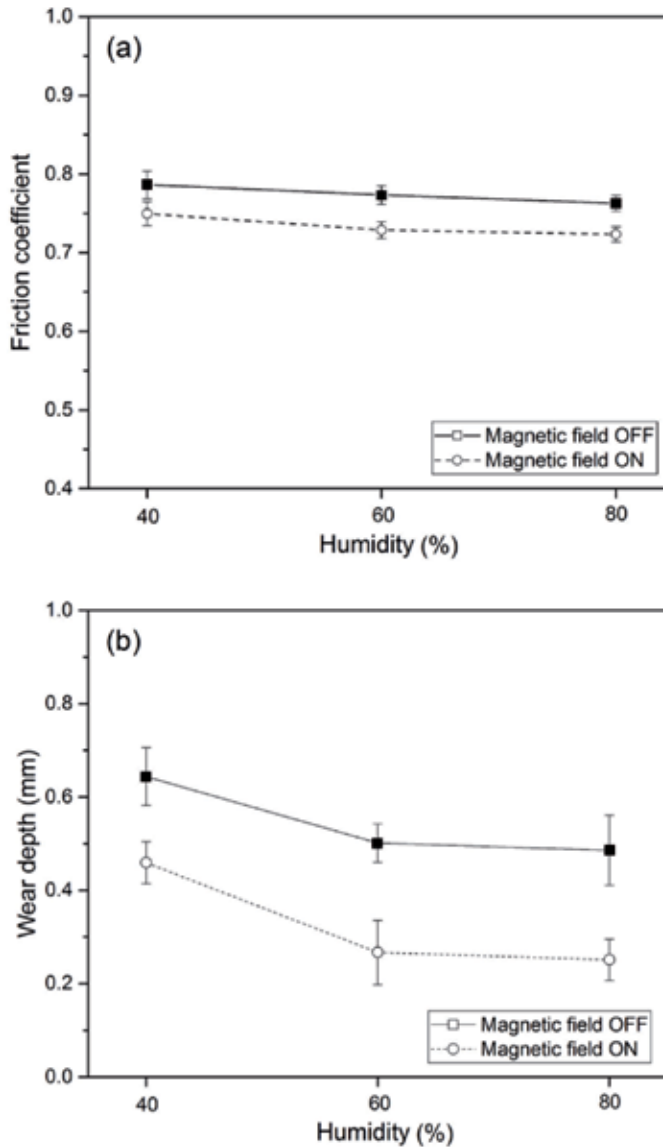 (a)
Friction coefficient
1.0
0.9
0.8
0.7
0.6
0.5
0.4
Magnetic field OFF
Magnetic field ON
40
60
80
Humidity (%)
(b)
Wear depth (mm)
1.0
0.8
0.6
0.4
0.2
0.0
Magnetic field OFF
Magnetic field ON
40
60
80
Humidity (%)